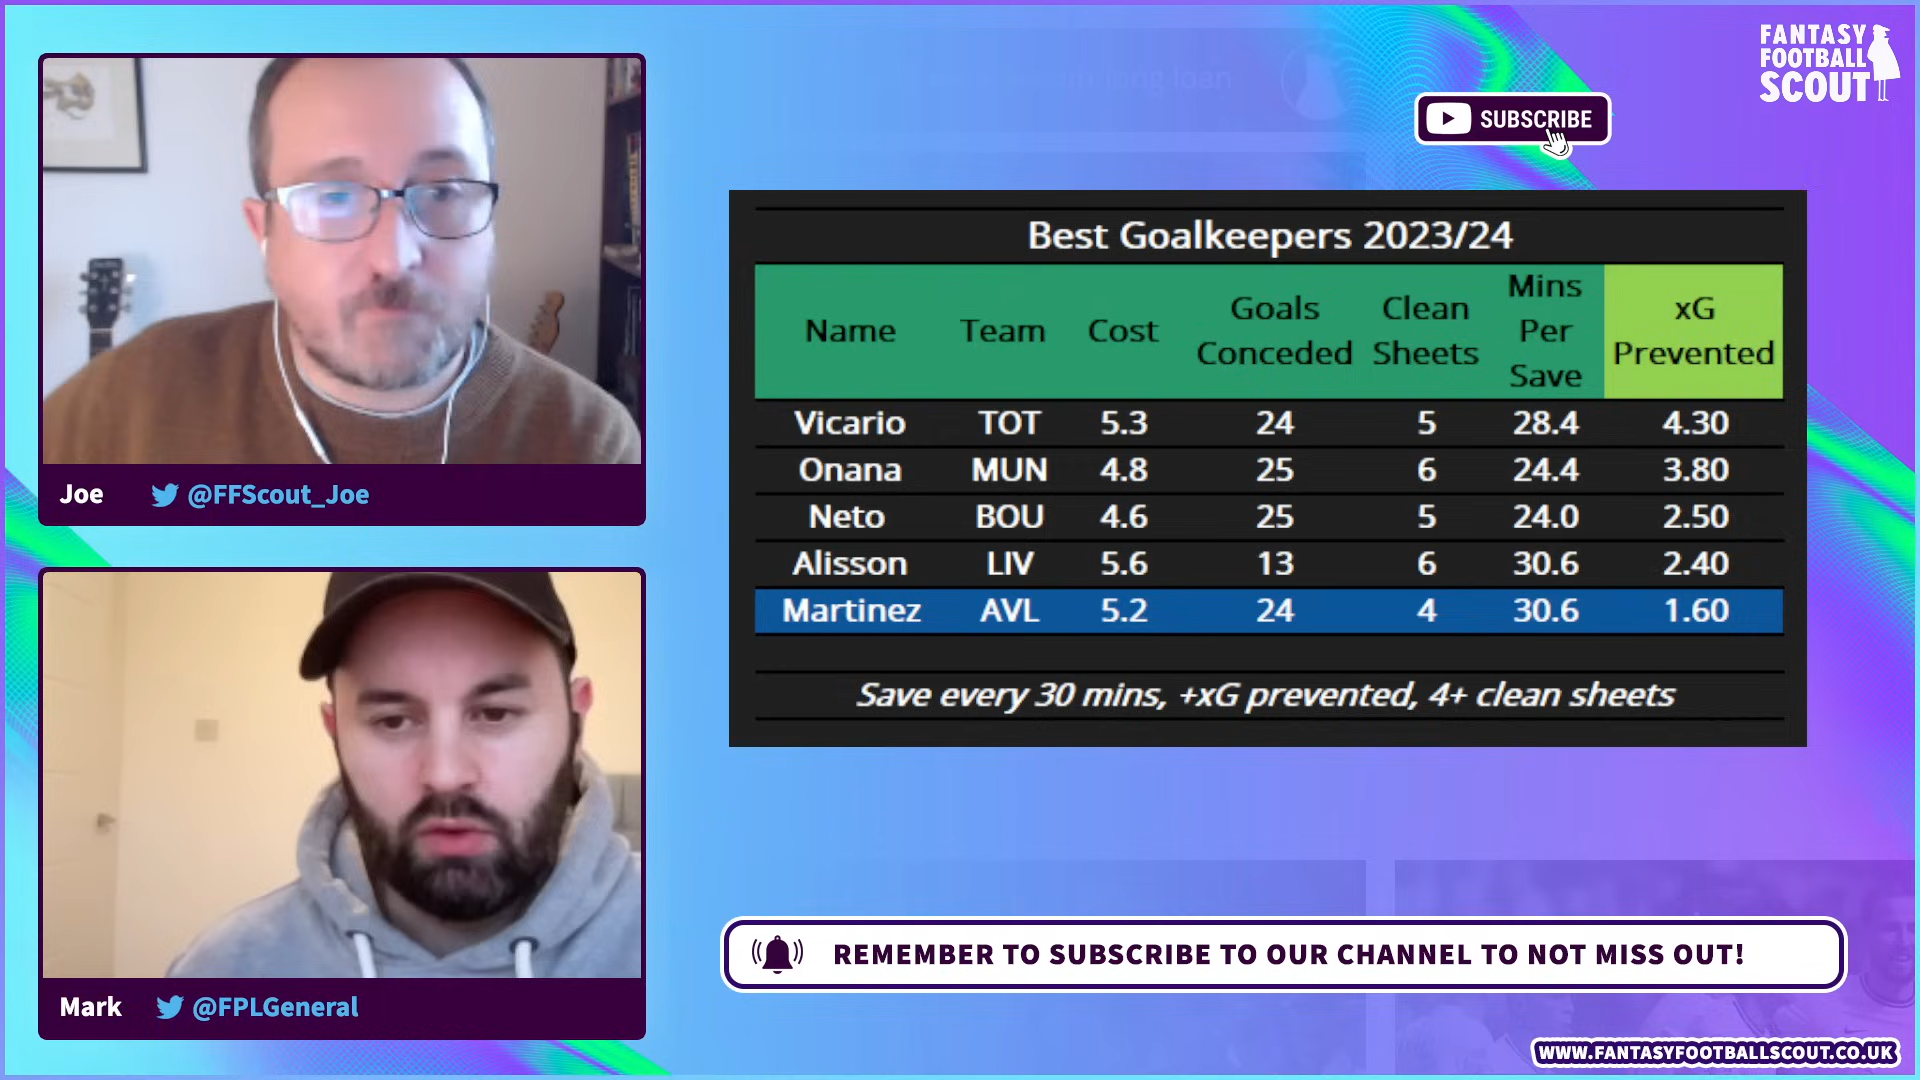 FANTASY
FOOTBALL
SCOUT
SUBSCRIBE
Best Goalkeepers 2023/24
Name Team Cost Goals Conceded Clean Sheets Mins Per Save xG Prevented
Vicario TOT 5.3 24 5 28.4 4.30
Onana MUN 4.8 25 6 24.4 3.80
Neto BOU 4.6 25 5 24.0 2.50
Alisson LIV 5.6 13 6 30.6 2.40
Martinez AVL 5.2 24 4 30.6 1.60
Save every 30 mins, +xG prevented, 4+ clean sheets
Joe @FFScout_Joe
Mark @FPLGeneral
REMEMBER TO SUBSCRIBE TO OUR CHANNEL TO NOT MISS OUT!
WWW.FANTASYFOOTBALLSCOUT.CO.UK